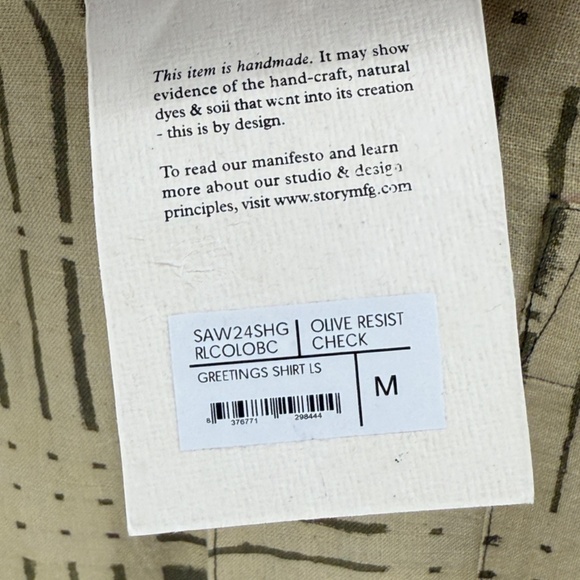 This item is handmade. It may show
evidence of the hand-craft, natural
dyes & soil that went into its creation
- this is by design.
To read our manifesto and learn
more about our studio & design
principles, visit www.storymfg.com
SAW24SHG
RLCOLOBC
OLIVE RESIST
CHECK
GREETINGS SHIRT LS
M
8 376771 298444